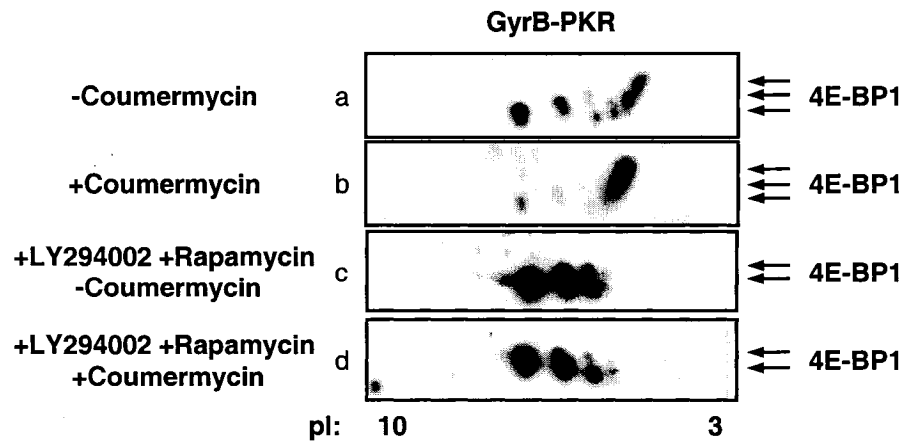 GyrB-PKR
-Coumermycin a 4E-BP1
+Coumermycin b 4E-BP1
+LY294002 +Rapamycin
-Coumermycin c 4E-BP1
+LY294002 +Rapamycin
+Coumermycin d 4E-BP1
pI: 10 3